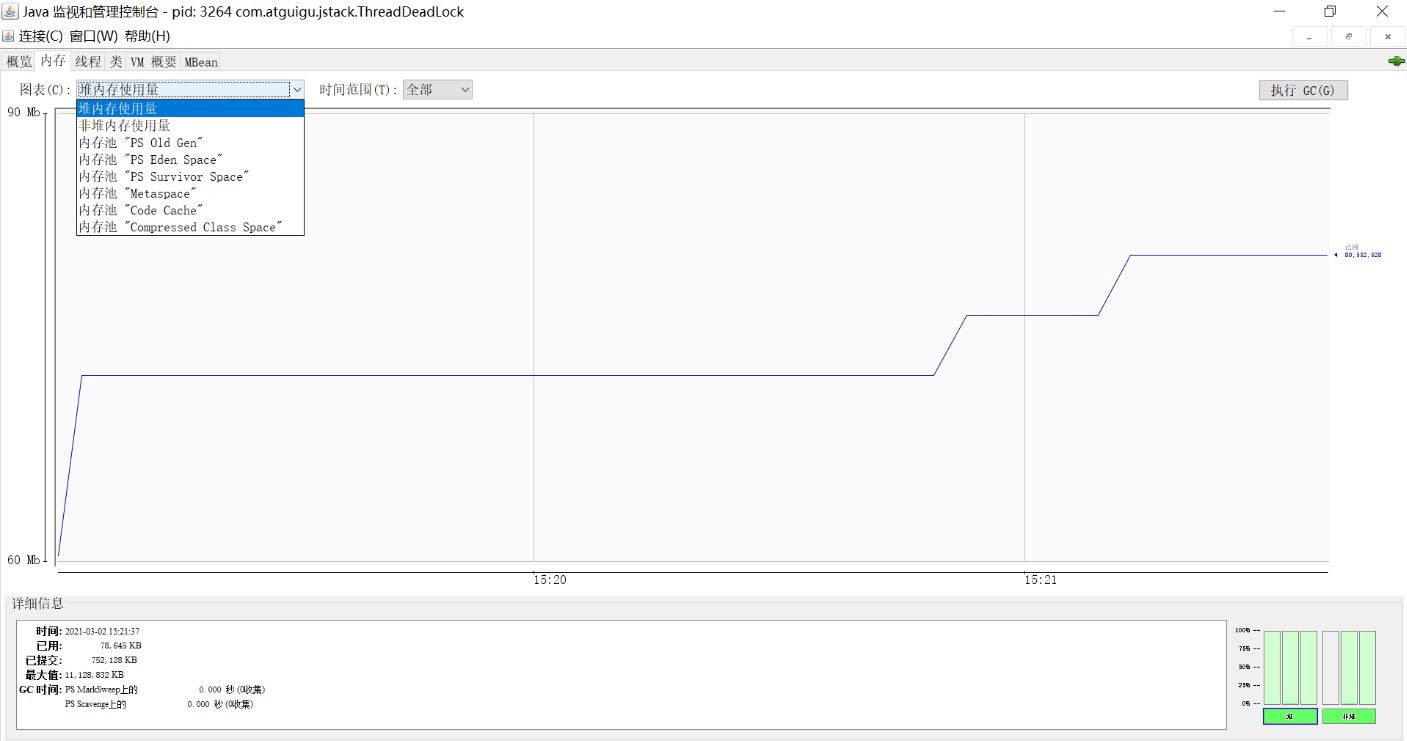 Java 监视和管理控制台 - pid: 3264 com.atguigu.jstack.ThreadDeadLock
连接(C) 窗口(W) 帮助(H)
概览 内存 线程 类 VM 概要 MBean
图表(C): 堆内存使用量 时间范围(T): 全部 执行 GC(G)
堆内存使用量
非堆内存使用量
内存池 "PS Old Gen"
内存池 "PS Eden Space"
内存池 "PS Survivor Space"
内存池 "Metaspace"
内存池 "Code Cache"
内存池 "Compressed Class Space"
90 Mb
已用
80,532,528
60 Mb
15:20 15:21
详细信息
时间: 2021-03-02 15:21:37
已用: 78,645 KB
已提交: 752,128 KB
最大值: 11,128,832 KB
GC 时间: PS MarkSweep上的 0.000 秒 (0收集)
PS Scavenge上的 0.000 秒 (0收集)
100% --
75% --
50% --
25% --
0% --
堆 非堆